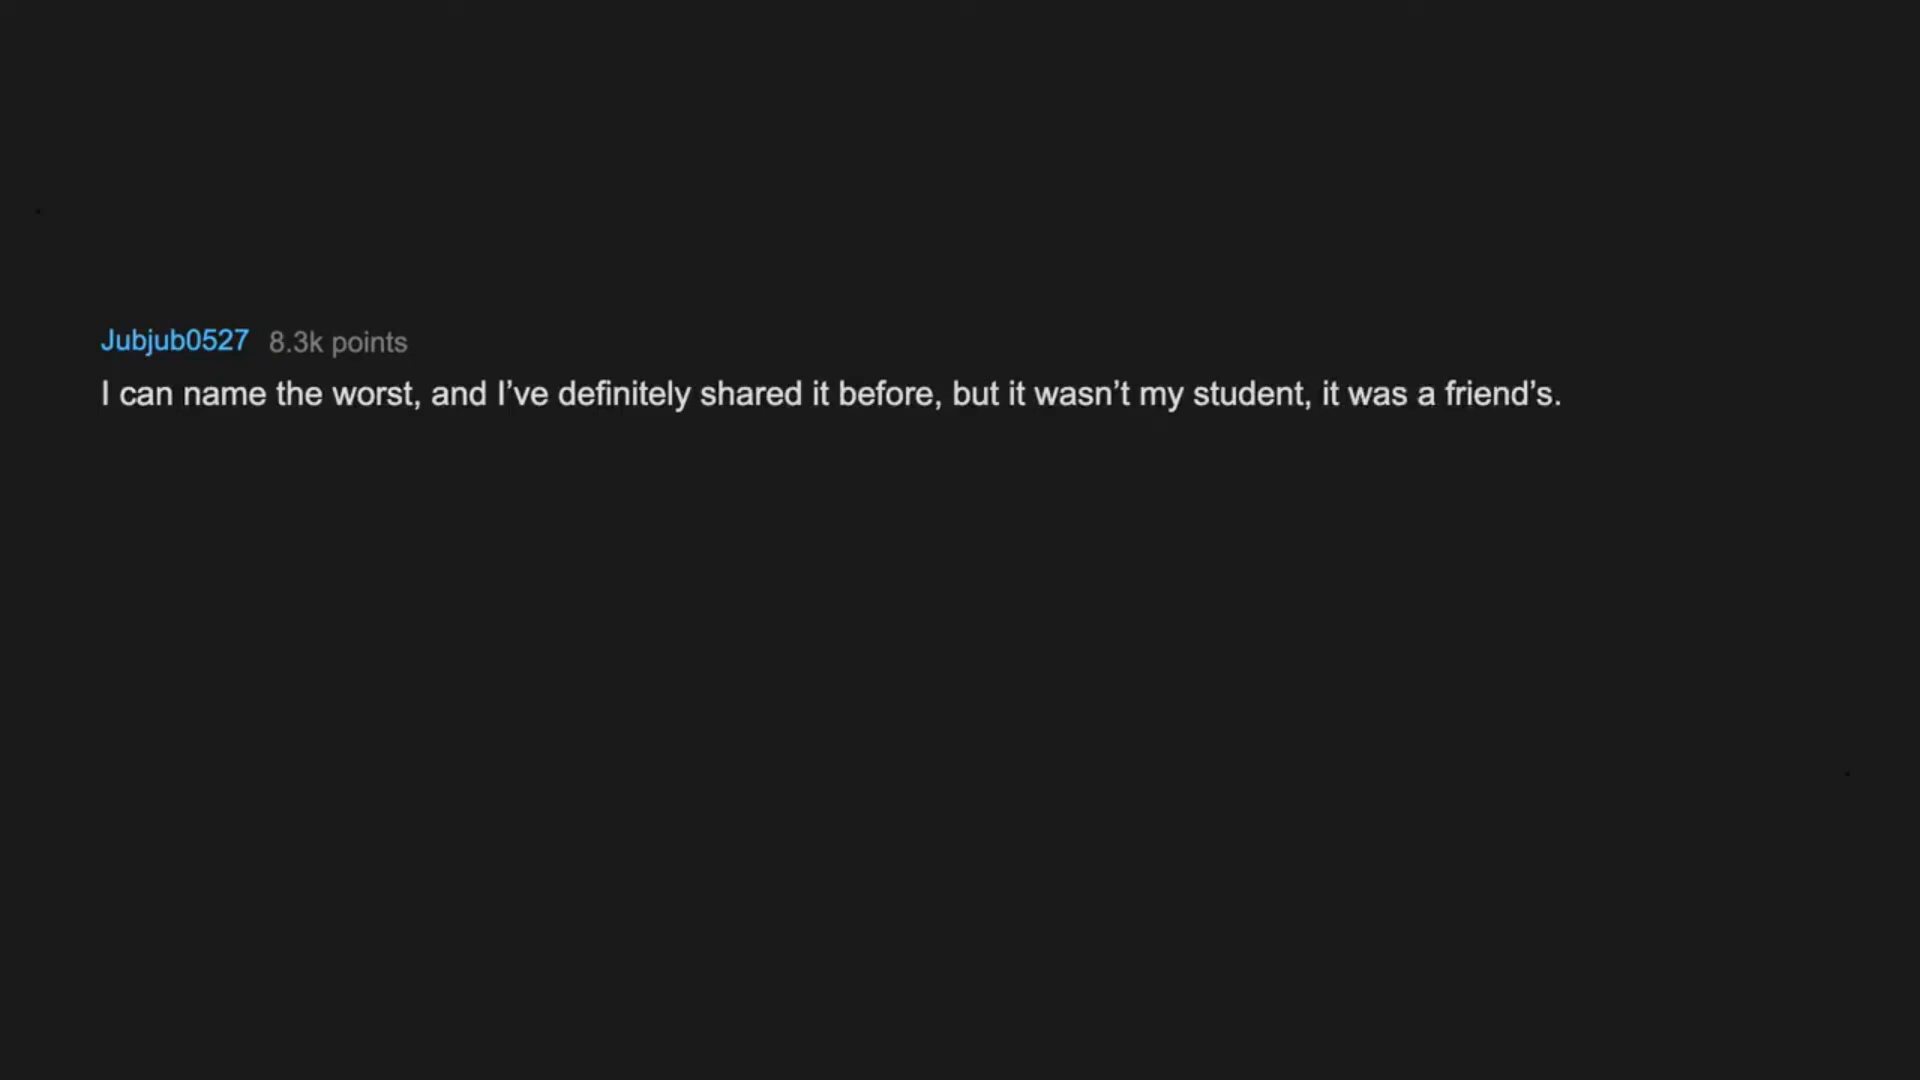 Jubjub0527 8.3k points
I can name the worst, and I’ve definitely shared it before, but it wasn’t my student, it was a friend’s.